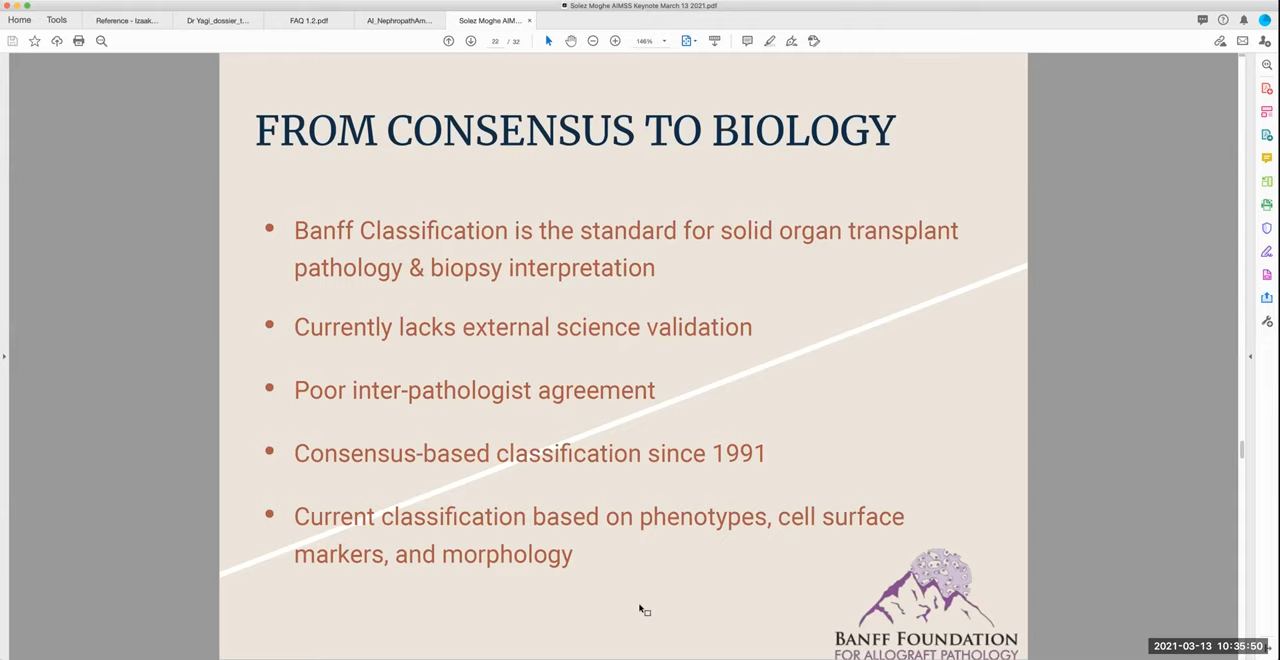 Solez Moghe AIMSS Keynote March 13 2021.pdf
Home
Tools
Reference - Izaak...
Dr Yagi_dossier_t...
FAQ 1.2.pdf
AI_NephropathAm...
Solez Moghe AIM...
22 / 32
146%
FROM CONSENSUS TO BIOLOGY
• Banff Classification is the standard for solid organ transplant
pathology & biopsy interpretation
• Currently lacks external science validation
• Poor inter-pathologist agreement
• Consensus-based classification since 1991
• Current classification based on phenotypes, cell surface
markers, and morphology
BANFF FOUNDATION
FOR ALLOGRAFT PATHOLOGY
2021-03-13 10:35:50